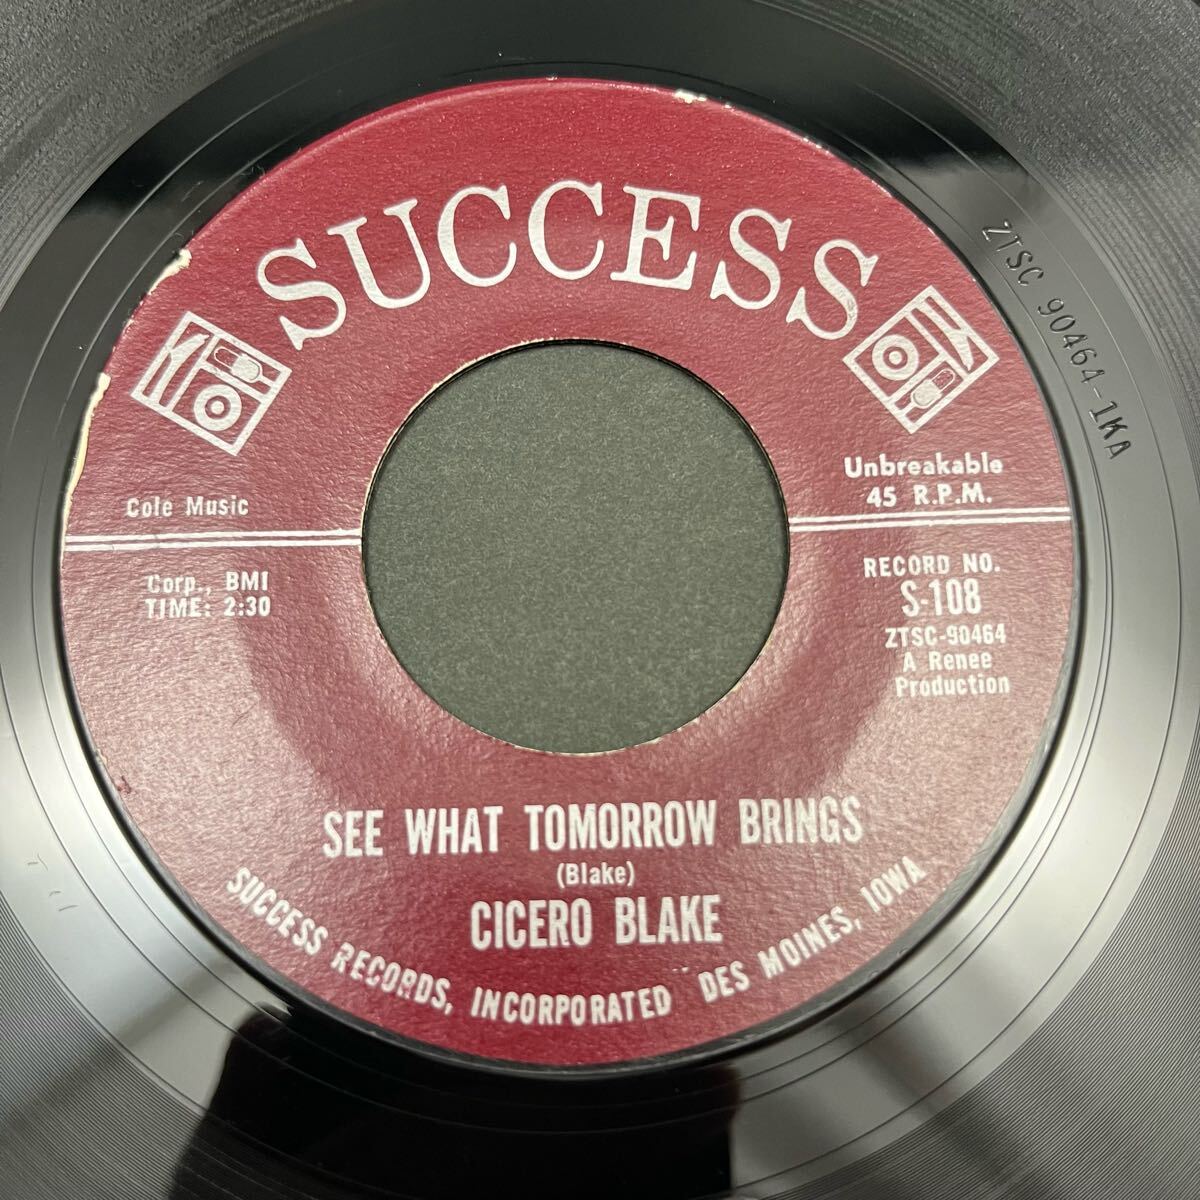 SUCCESS
Unbreakable
45 R.P.M.
Cole Music
Corp., BMI
TIME: 2:30
RECORD NO.
S-108
ZTSC-90464
A Renee
Production
SEE WHAT TOMORROW BRINGS
(Blake)
CICERO BLAKE
SUCCESS RECORDS, INCORPORATED DES MOINES, IOWA
ZTSC 90464-1KA